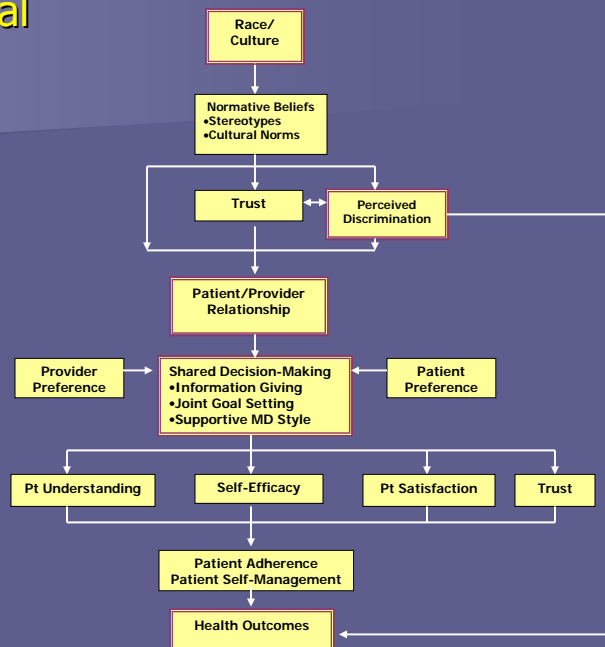 Race/
Culture
Normative Beliefs
•Stereotypes
•Cultural Norms
Trust
Perceived
Discrimination
Patient/Provider
Relationship
Provider
Preference
Shared Decision-Making
•Information Giving
•Joint Goal Setting
•Supportive MD Style
Patient
Preference
Pt Understanding
Self-Efficacy
Pt Satisfaction
Trust
Patient Adherence
Patient Self-Management
Health Outcomes